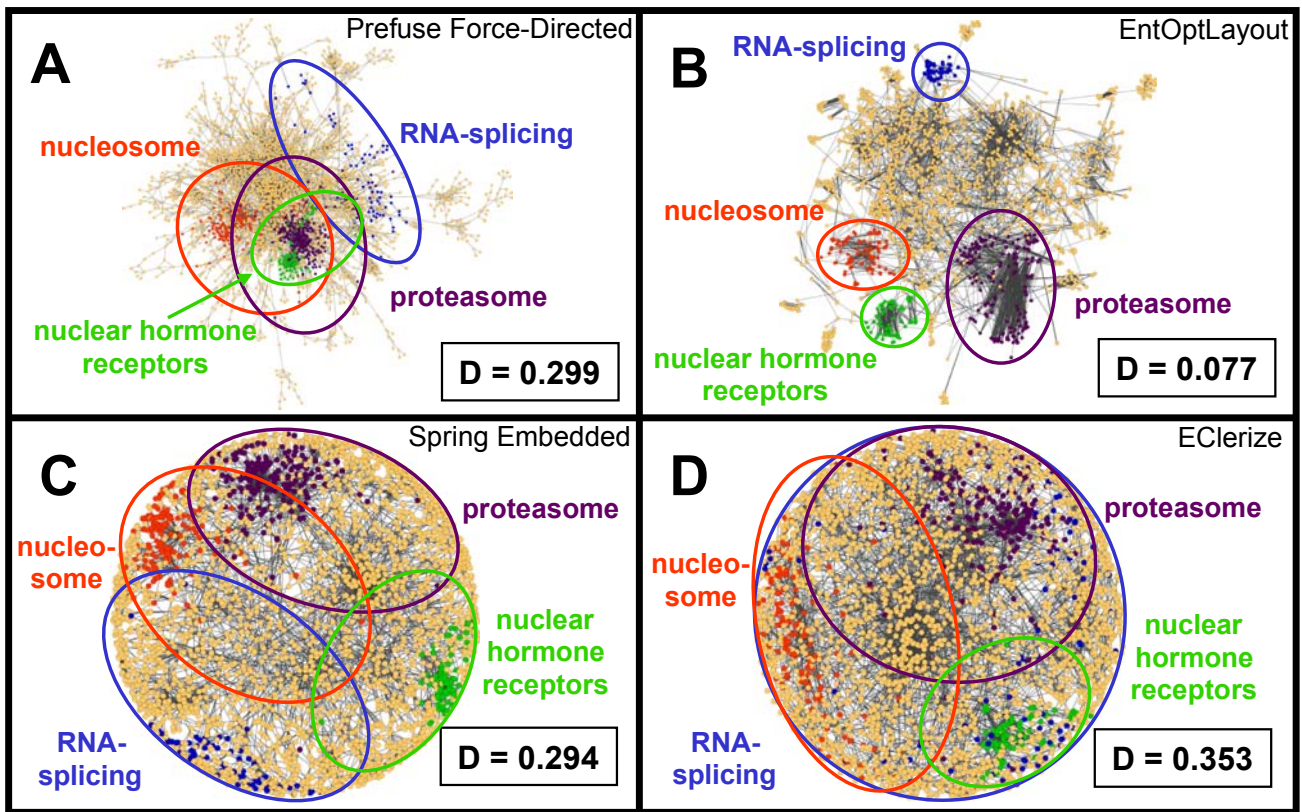 A
Prefuse Force-Directed
nucleosome
RNA-splicing
nuclear hormone
receptors
proteasome
D = 0.299
B
EntOptLayout
RNA-splicing
nucleosome
nuclear hormone
receptors
proteasome
D = 0.077
C
Spring Embedded
proteasome
nucleo-
some
nuclear
hormone
receptors
RNA-
splicing
D = 0.294
D
EClerize
proteasome
nucleo-
some
nuclear
hormone
receptors
RNA-
splicing
D = 0.353